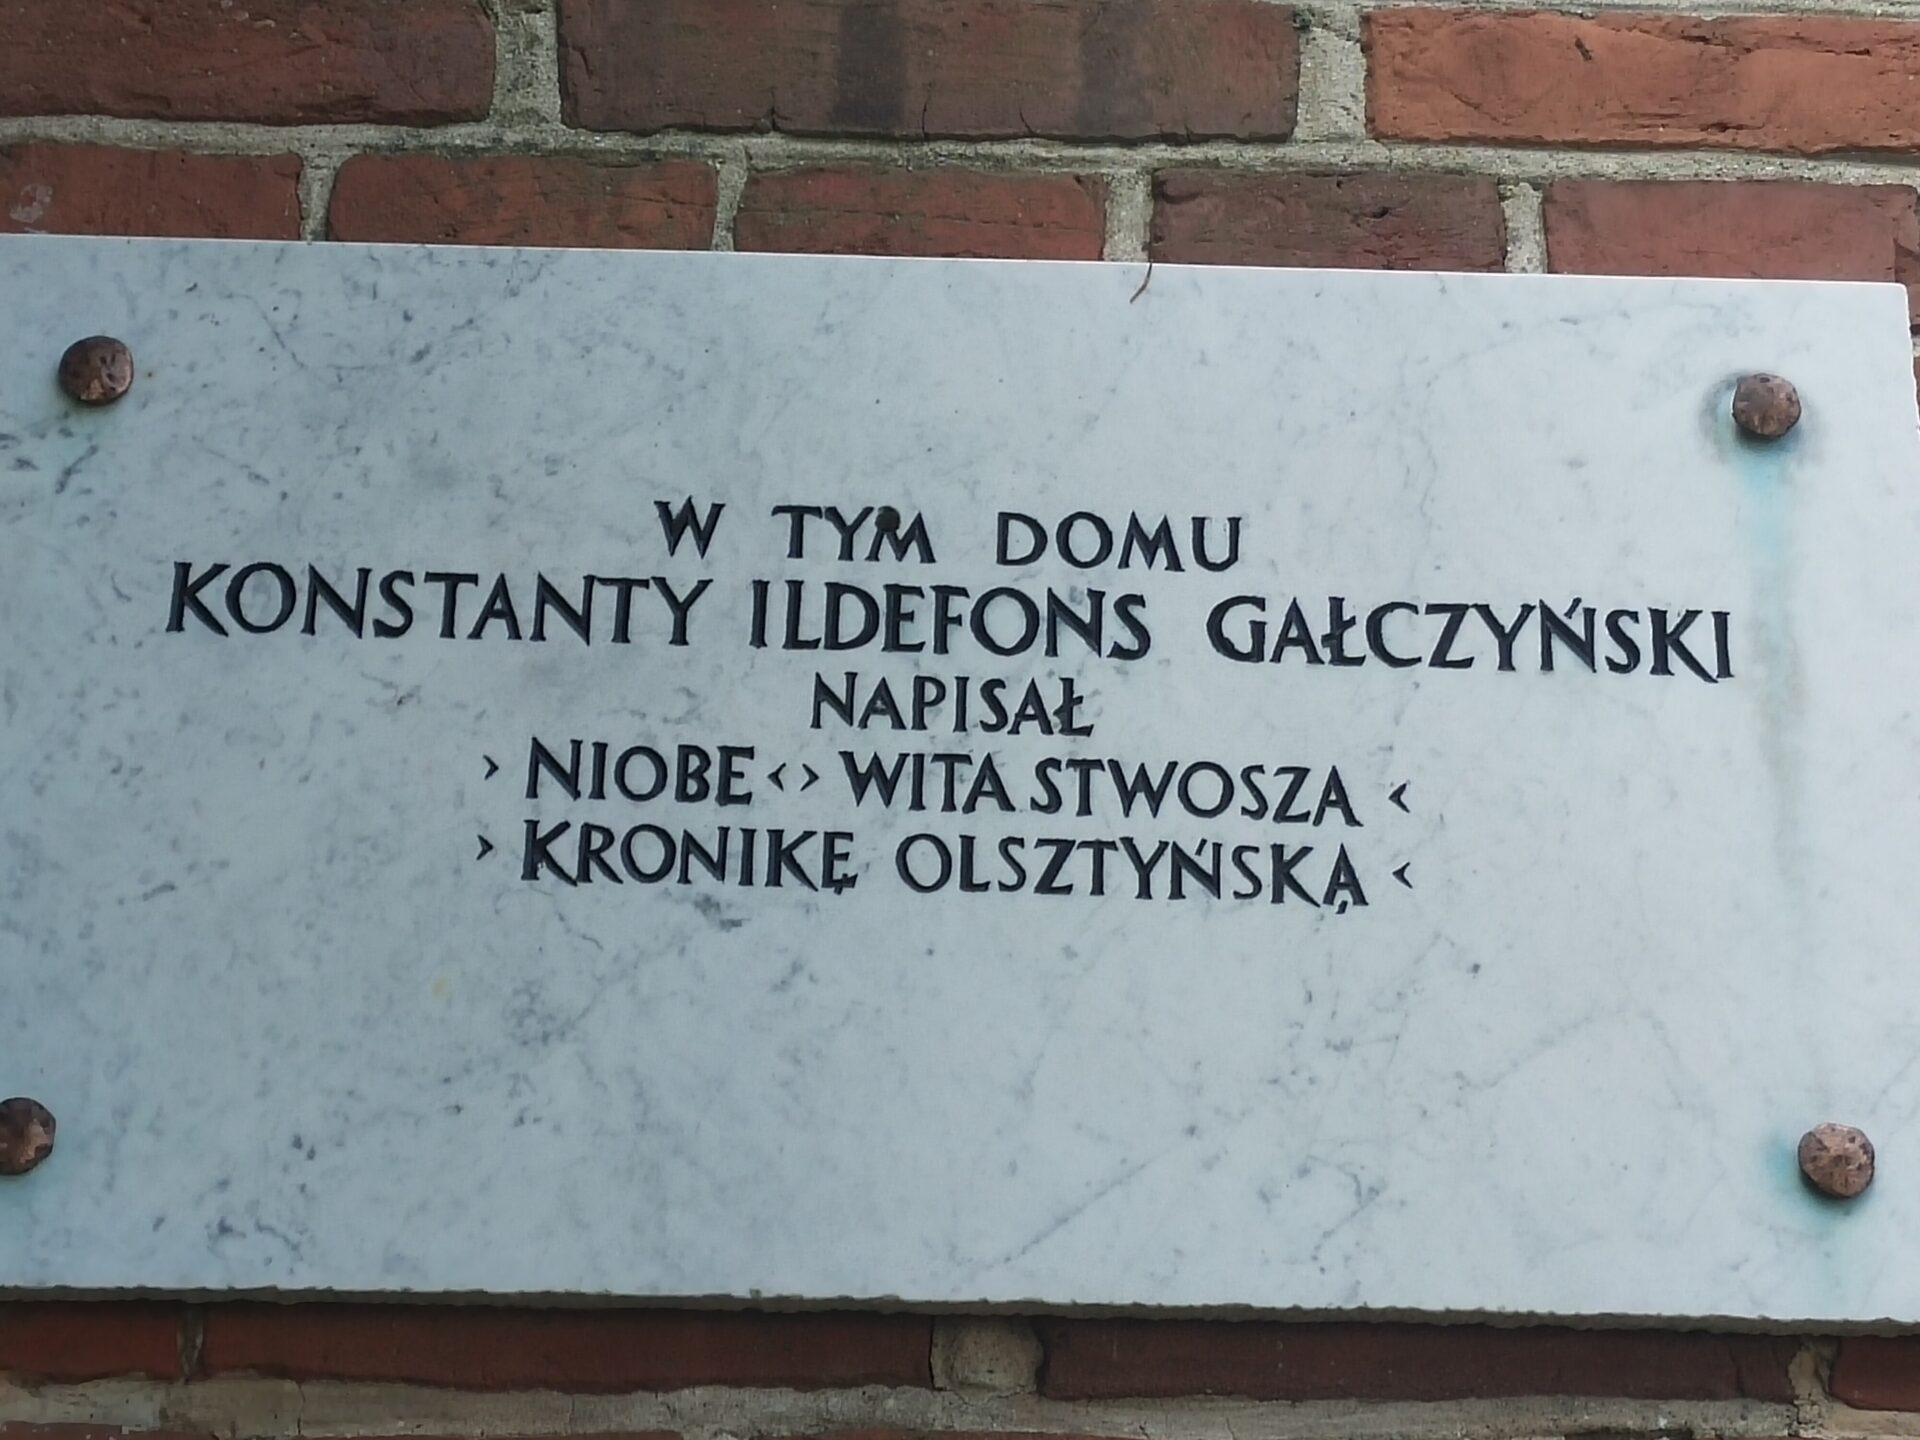 W TYM DOMU
KONSTANTY ILDEFONS GAŁCZYŃSKI
NAPISAŁ
› NIOBE ‹ › WITA STWOSZA ‹
› KRONIKĘ OLSZTYŃSKĄ ‹